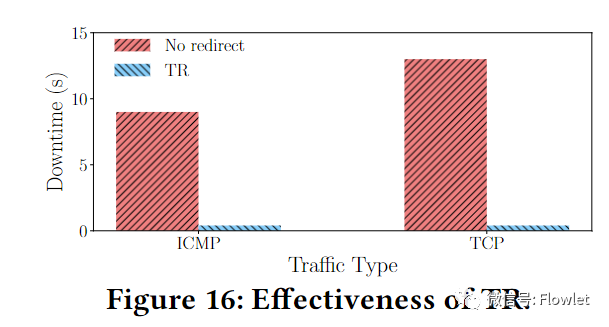 15
No redirect
TR
10
5
0
Downtime (s)
ICMP
TCP
Traffic Type
Figure 16: Effectiveness of TR.
微信号: Flowlet